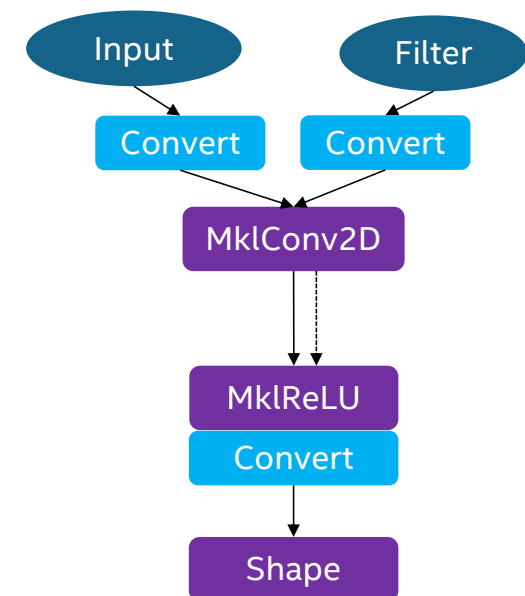 Input
Filter
Convert
Convert
MklConv2D
MklReLU
Convert
Shape